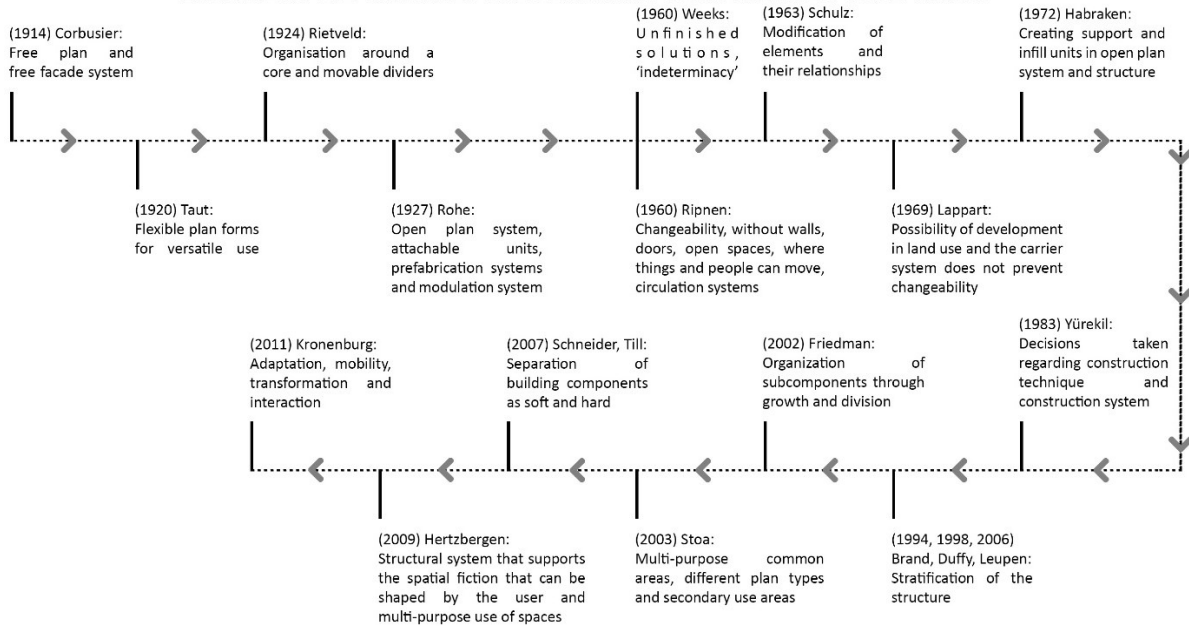 (1914) Corbusier:
Free plan and
free facade system
(1920) Taut:
Flexible plan forms
for versatile use
(1924) Rietveld:
Organisation around a
core and movable dividers
(1927) Rohe:
Open plan system,
attachable units,
prefabrication systems
and modulation system
(1960) Weeks:
Unfinished
solutions,
‘indeterminacy’
(1960) Ripnen:
Changeability, without walls,
doors, open spaces, where
things and people can move,
circulation systems
(1963) Schulz:
Modification of
elements and
their relationships
(1969) Lappart:
Possibility of development
in land use and the carrier
system does not prevent
changeability
(1972) Habraken:
Creating support and
infill units in open plan
system and structure
(1983) Yürekil:
Decisions taken
regarding construction
technique and
construction system
(1994, 1998, 2006)
Brand, Duffy, Leupen:
Stratification of the
structure
(2002) Friedman:
Organization of
subcomponents through
growth and division
(2003) Stoa:
Multi-purpose common
areas, different plan types
and secondary use areas
(2007) Schneider, Till:
Separation of
building components
as soft and hard
(2009) Hertzbergen:
Structural system that supports
the spatial fiction that can be
shaped by the user and
multi-purpose use of spaces
(2011) Kronenburg:
Adaptation, mobility,
transformation and
interaction